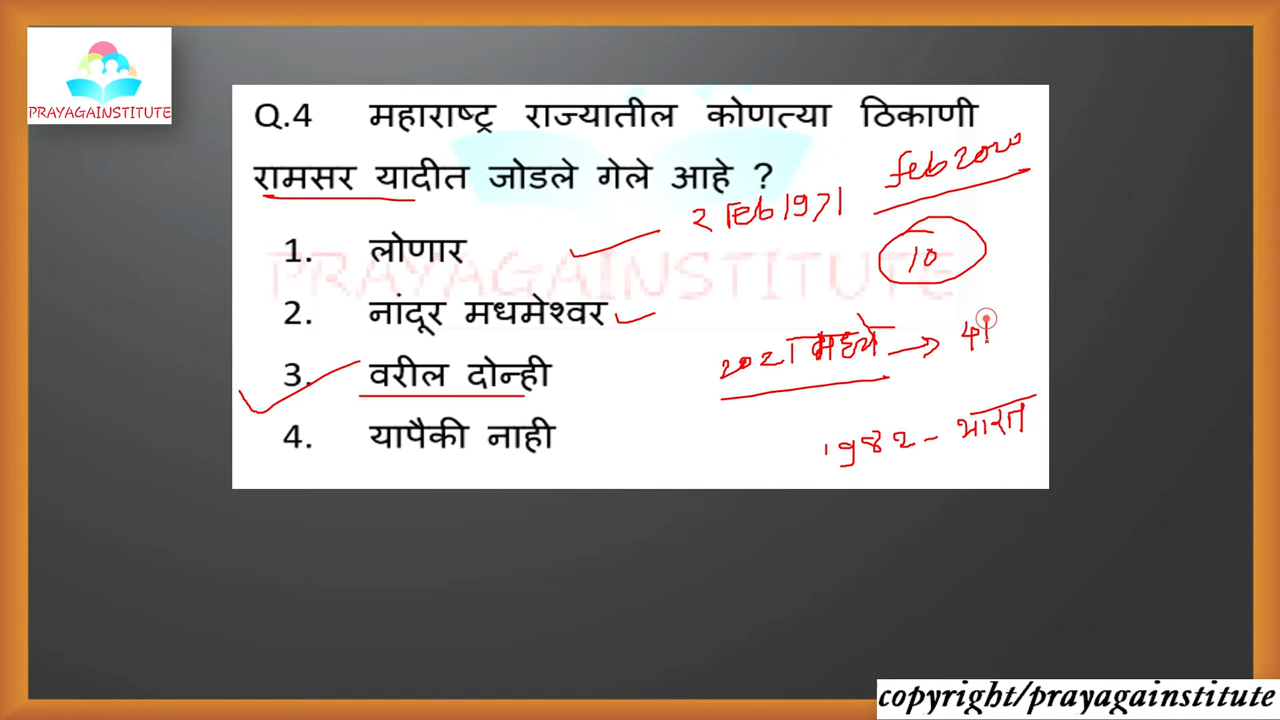 PRAYAGAINSTITUTE
Q.4 महाराष्ट्र राज्यातील कोणत्या ठिकाणी
रामसर यादीत जोडले गेले आहे ?
feb 2020
2 Feb 1971
1. लोणार
10
2. नांदूर मधमेश्वर
2021 मध्ये →
3. वरील दोन्ही
4. यापैकी नाही
1982 - भारत
PRAYAGAINSTITUTE
copyright/prayagainstitute